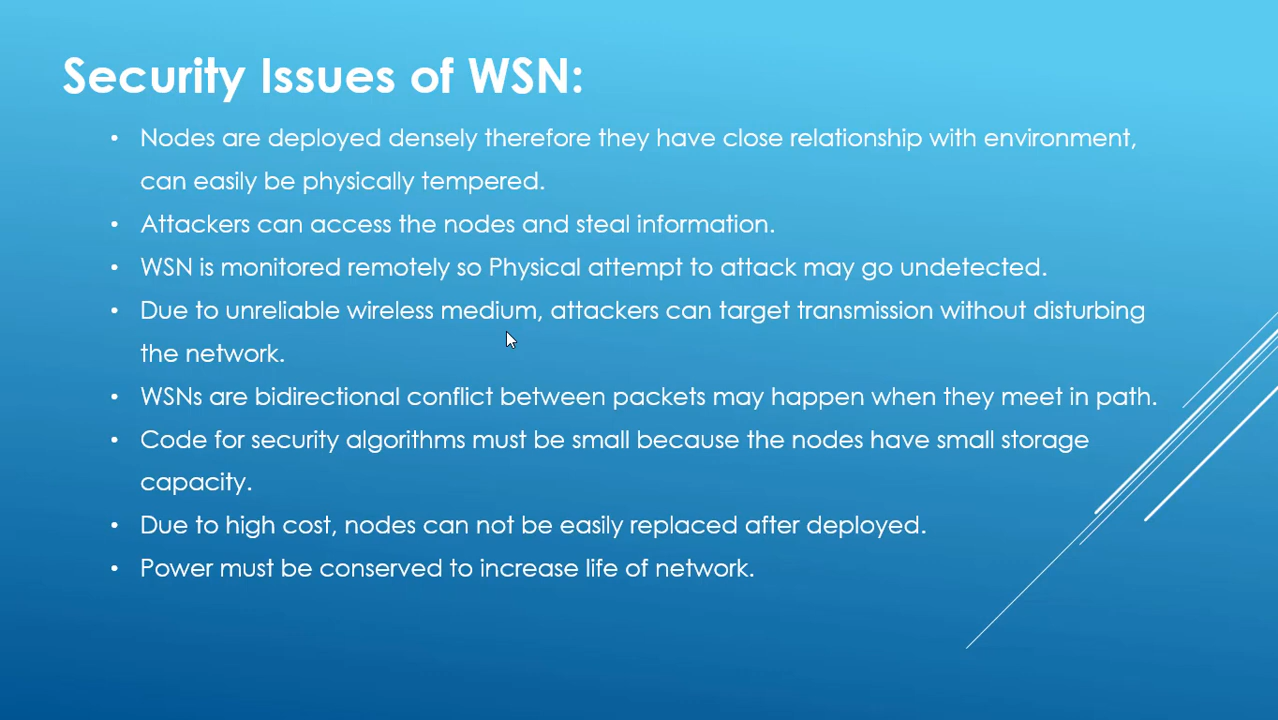 Security Issues of WSN:
• Nodes are deployed densely therefore they have close relationship with environment,
can easily be physically tempered.
• Attackers can access the nodes and steal information.
• WSN is monitored remotely so Physical attempt to attack may go undetected.
• Due to unreliable wireless medium, attackers can target transmission without disturbing
the network.
• WSNs are bidirectional conflict between packets may happen when they meet in path.
• Code for security algorithms must be small because the nodes have small storage
capacity.
• Due to high cost, nodes can not be easily replaced after deployed.
• Power must be conserved to increase life of network.